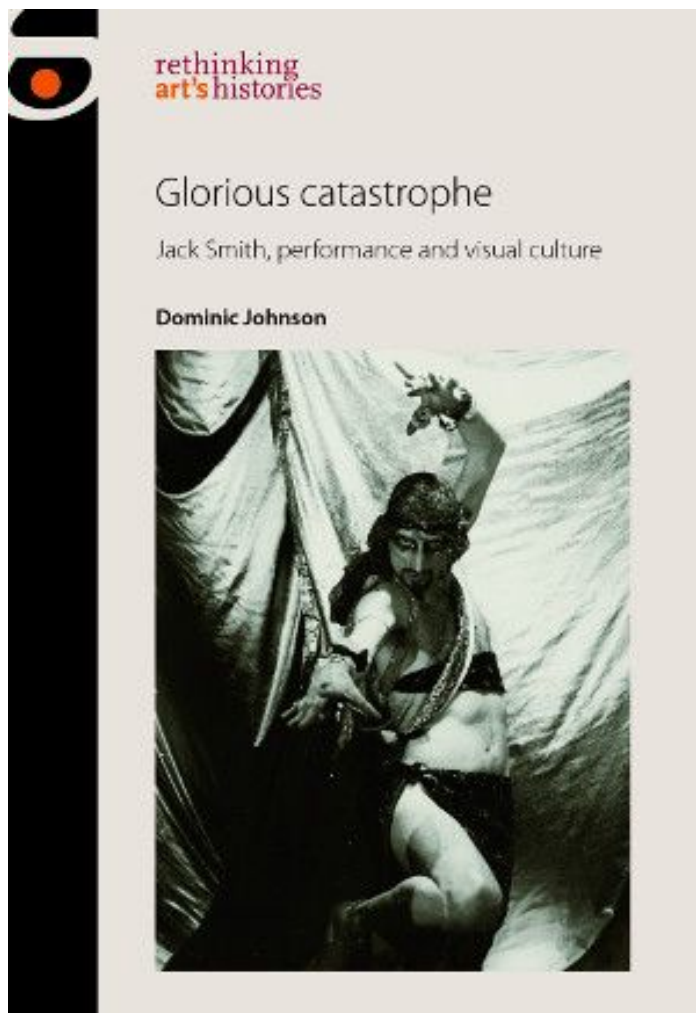 rethinking
art's histories
Glorious catastrophe
Jack Smith, performance and visual culture
Dominic Johnson